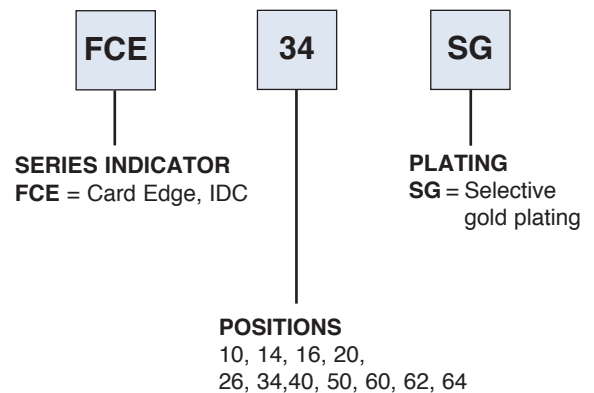 FCE 34 SG
SERIES INDICATOR
FCE = Card Edge, IDC
PLATING
SG = Selective
gold plating
POSITIONS
10, 14, 16, 20,
26, 34,40, 50, 60, 62, 64